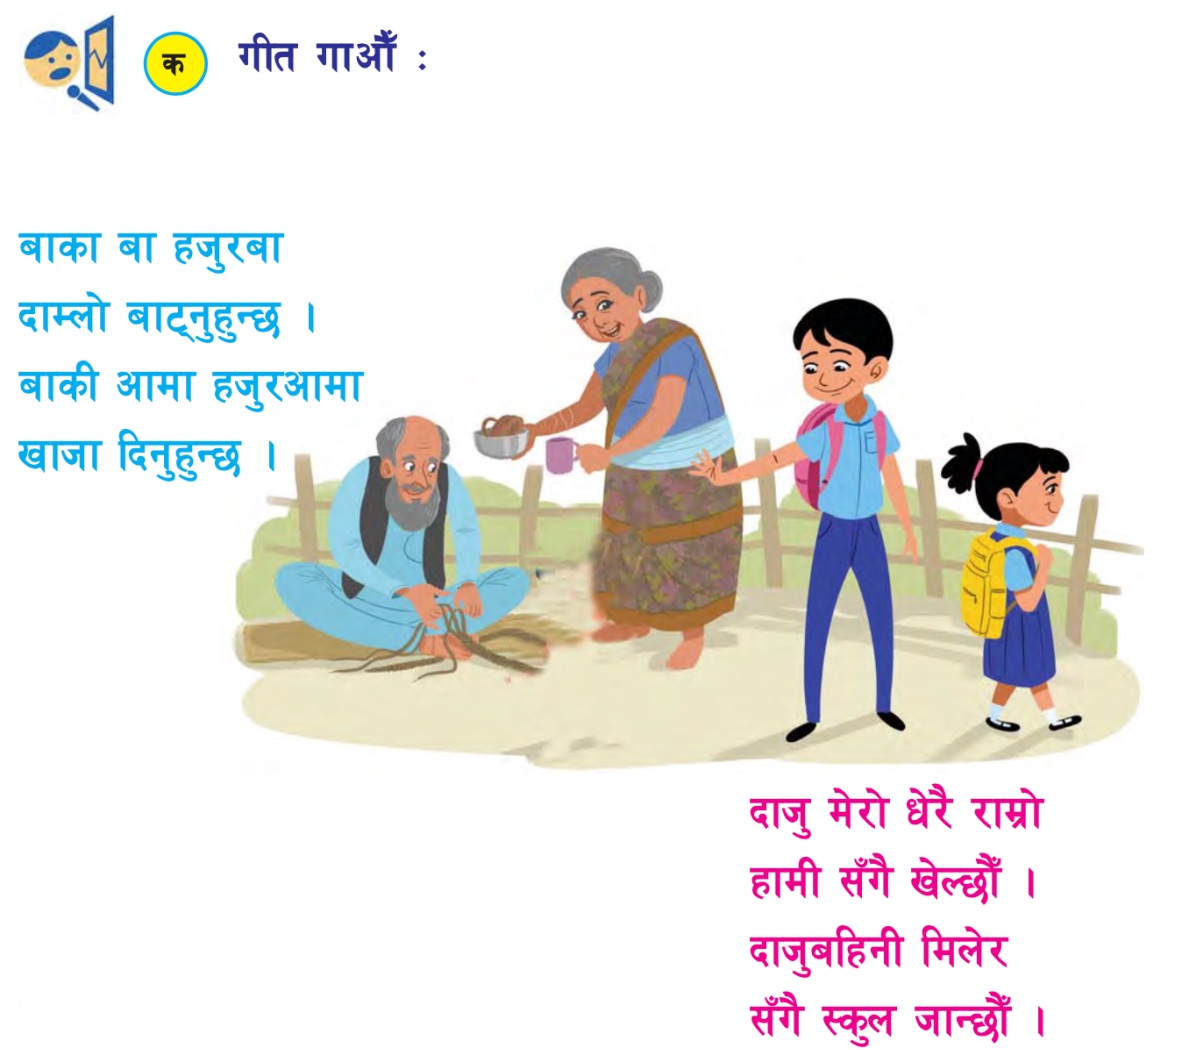 क गीत गाऔँ :
बाका बा हजुरबा
दाम्लो बाट्नुहुन्छ ।
बाकी आमा हजुरआमा
खाजा दिनुहुन्छ ।
दाजु मेरो धेरै राम्रो
हामी सँगै खेल्छौँ ।
दाजुबहिनी मिलेर
सँगै स्कुल जान्छौँ ।